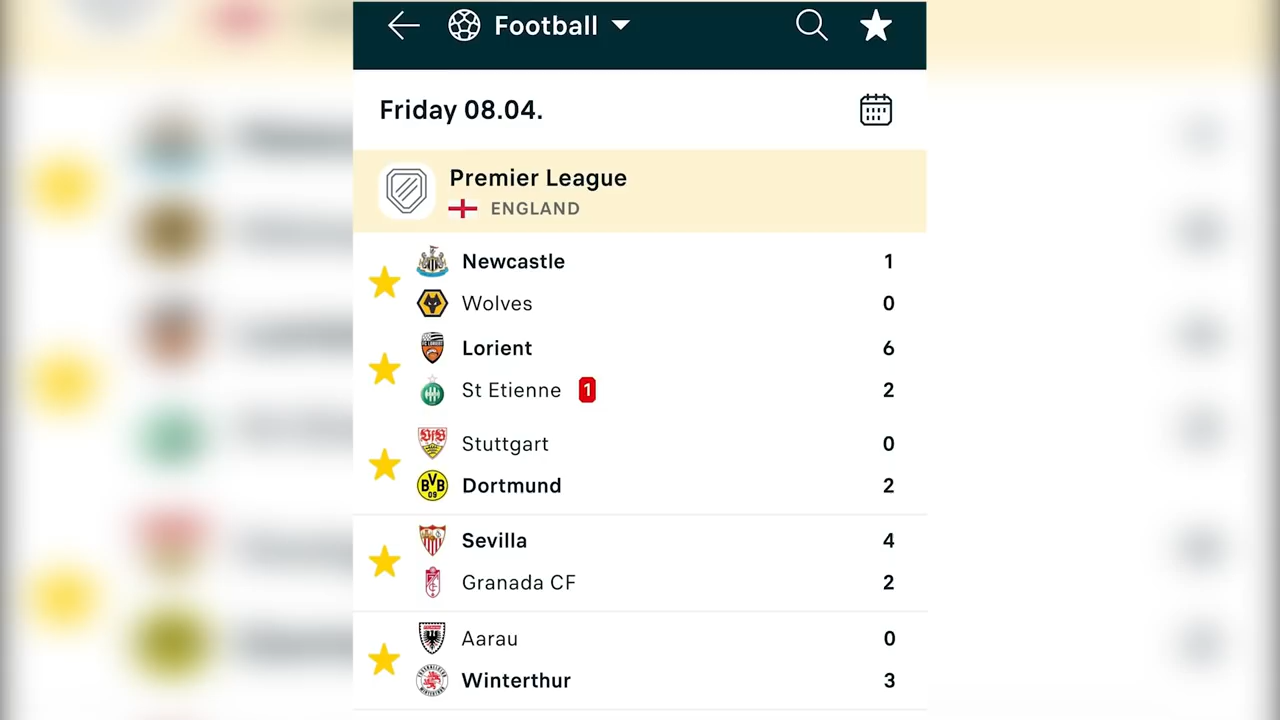 Football
Friday 08.04.
Premier League
ENGLAND
Newcastle 1
Wolves 0
Lorient 6
St Etienne 1 2
Stuttgart 0
Dortmund 2
Sevilla 4
Granada CF 2
Aarau 0
Winterthur 3